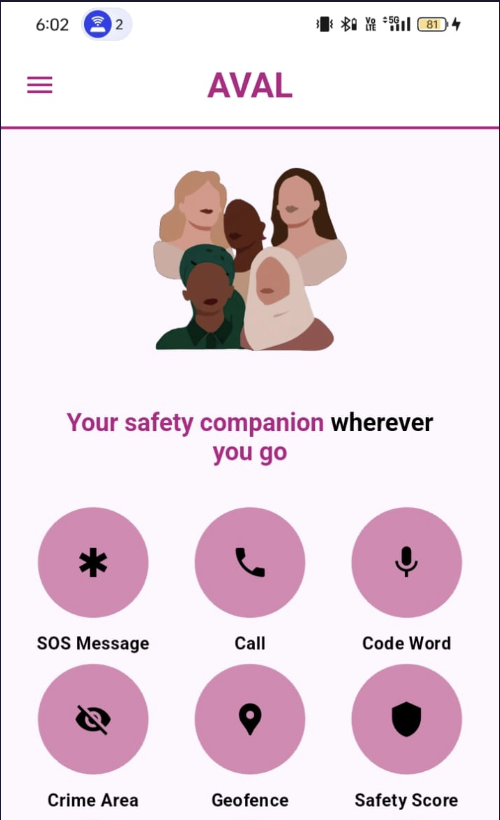 6:02 2 Vo LTE 5G 81
AVAL
Your safety companion wherever
you go
SOS Message Call Code Word
Crime Area Geofence Safety Score